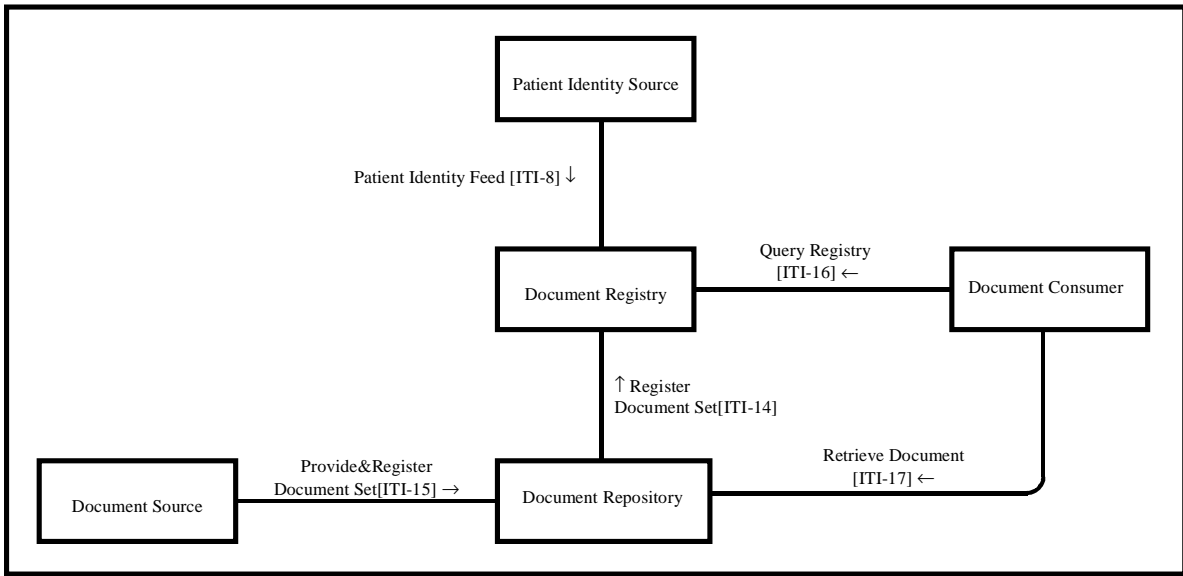 Patient Identity Source
Patient Identity Feed [ITI-8] ↓
Query Registry
[ITI-16] ←
Document Registry
Document Consumer
↑ Register
Document Set[ITI-14]
Provide&Register
Document Set[ITI-15] →
Retrieve Document
[ITI-17] ←
Document Source
Document Repository